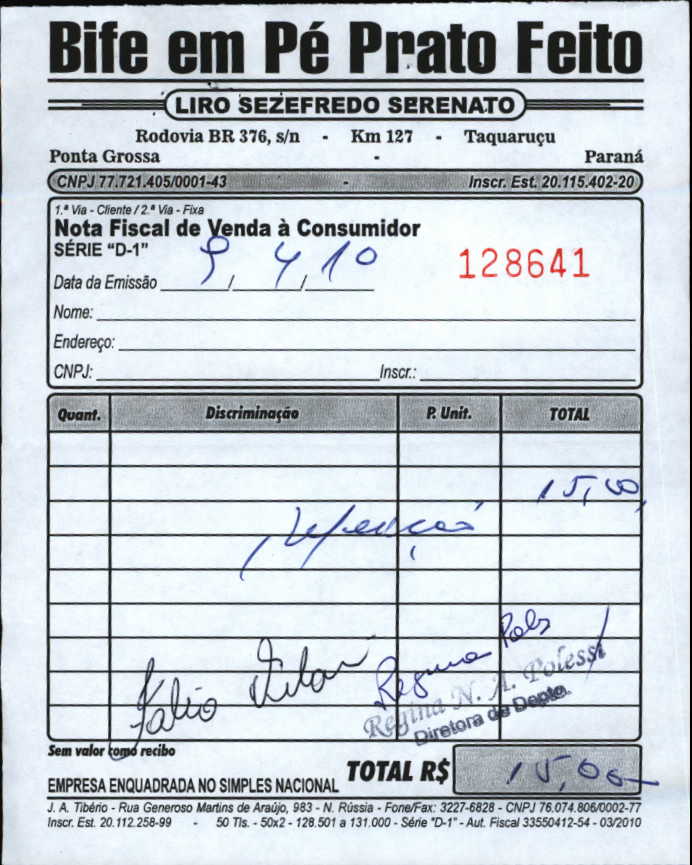 Bife em Pé Prato Feito
LIRO SEZEFREDO SERENATO
Rodovia BR 376, s/n - Km 127 - Taquaruçu
Ponta Grossa - Paraná
CNPJ 77.721.405/0001-43 - Inscr. Est. 20.115.402-20
1.ª Via - Cliente / 2.ª Via - Fixa
Nota Fiscal de Venda à Consumidor
SÉRIE "D-1"
128641
Data da Emissão 9 / 4 / 10
Nome:
Endereço:
CNPJ: Inscr.:
Quant. Discriminação P. Unit. TOTAL
15,00
refeição
Fabio
Regina
Regina N. A. Polessi
Diretora de Depto.
Sem valor como recibo
EMPRESA ENQUADRADA NO SIMPLES NACIONAL TOTAL R$ 15,00
J. A. Tibério - Rua Generoso Martins de Araújo, 983 - N. Rússia - Fone/Fax: 3227-6828 - CNPJ 76.074.806/0002-77
Inscr. Est. 20.112.258-99 - 50 Tls. - 50x2 - 128.501 a 131.000 - Série "D-1" - Aut. Fiscal 33550412-54 - 03/2010